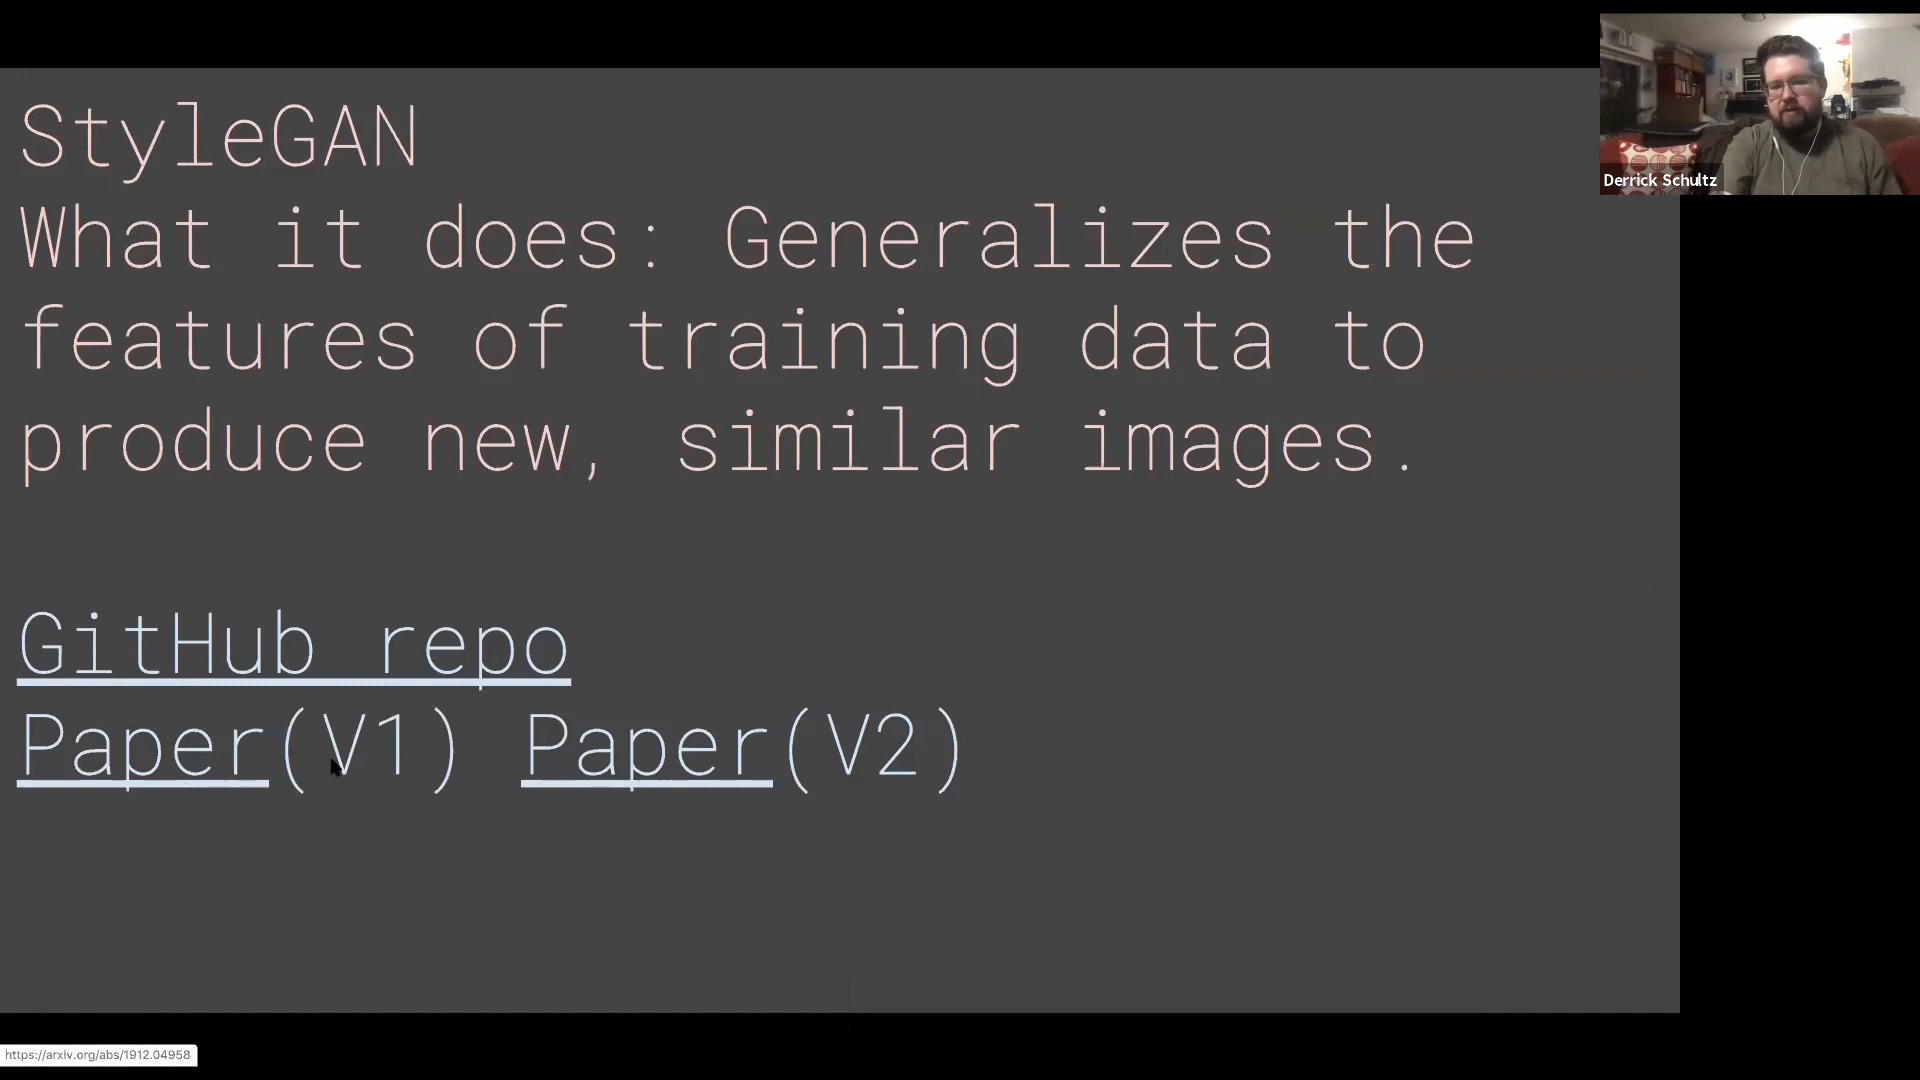 StyleGAN
What it does: Generalizes the
features of training data to
produce new, similar images.
GitHub repo
Paper(V1) Paper(V2)
Derrick Schultz
https://arxiv.org/abs/1912.04958